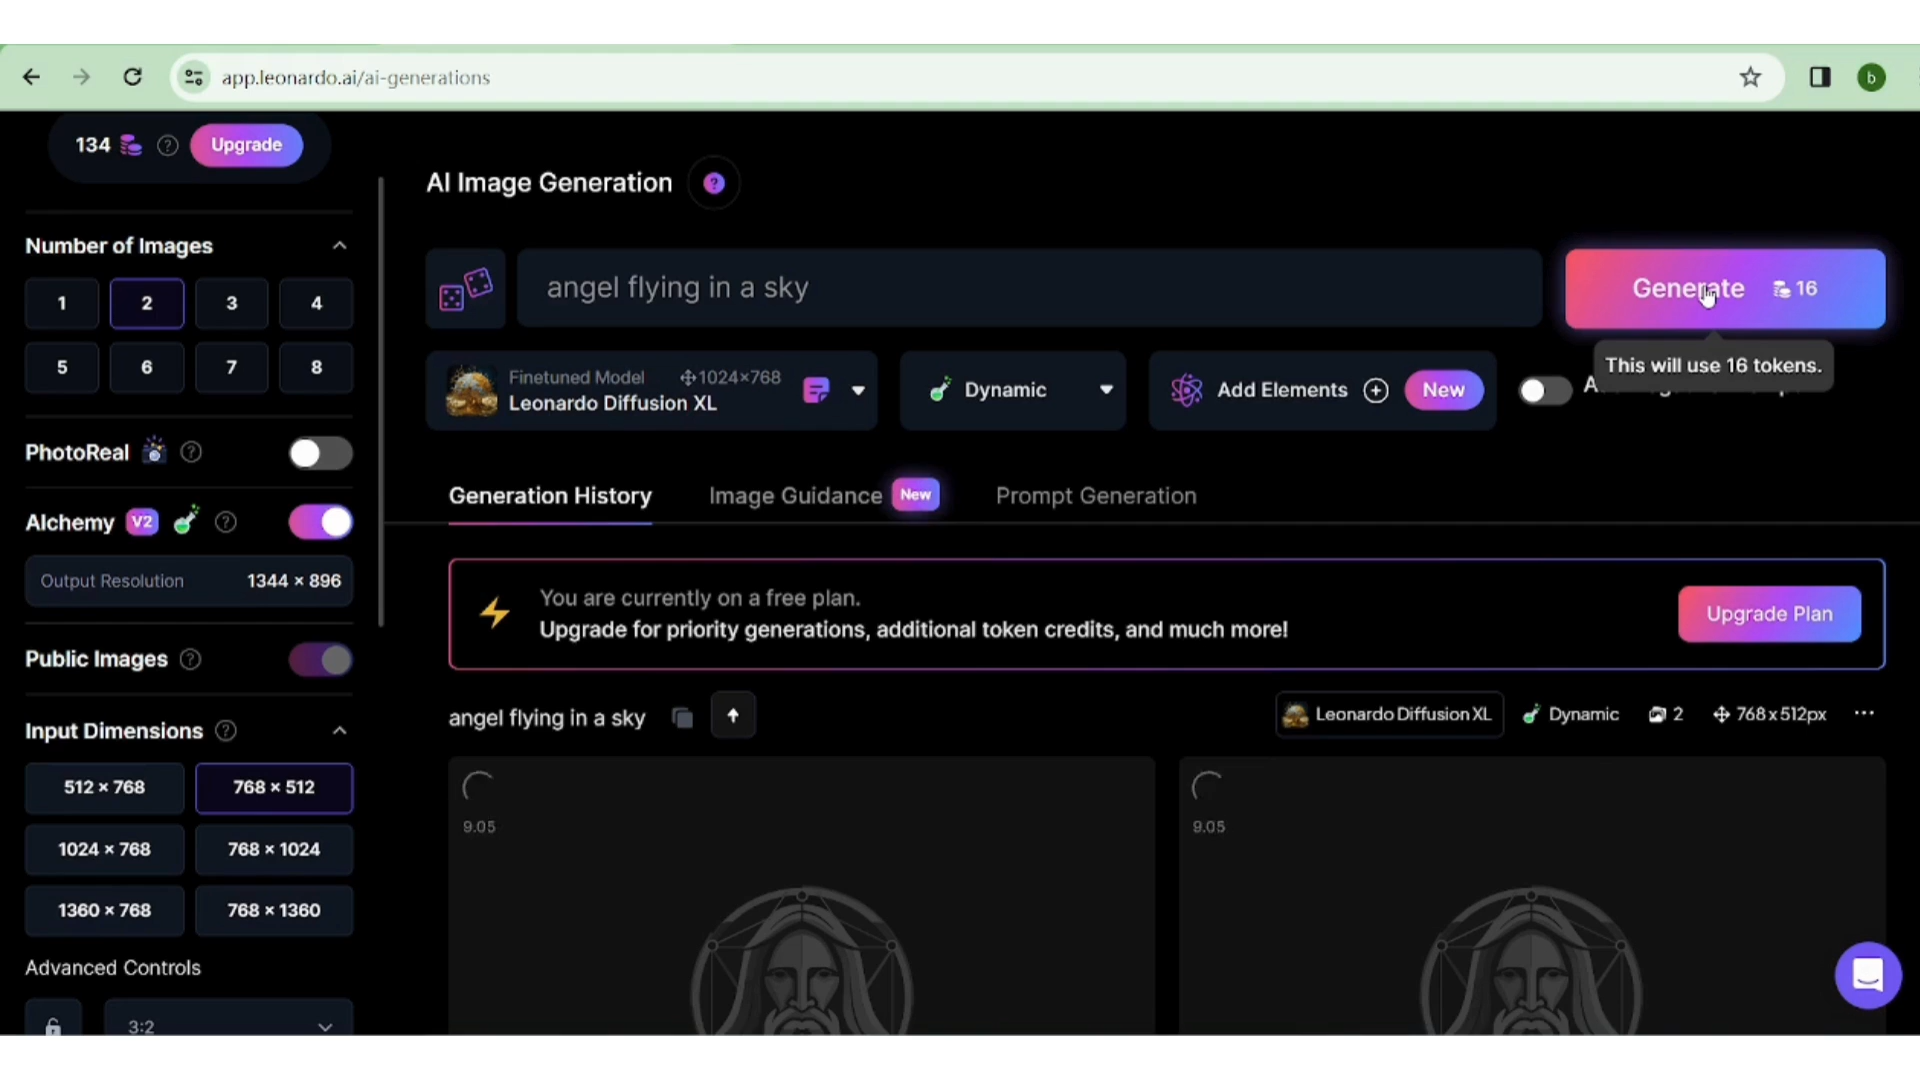 app.leonardo.ai/ai-generations
b
134
Upgrade
AI Image Generation
Number of Images
1 2 3 4
5 6 7 8
angel flying in a sky
Generate 16
This will use 16 tokens.
Finetuned Model 1024×768
Leonardo Diffusion XL
Dynamic
Add Elements
New
PhotoReal
Alchemy V2
Output Resolution 1344 × 896
Public Images
Input Dimensions
512 × 768 768 × 512
1024 × 768 768 × 1024
1360 × 768 768 × 1360
Advanced Controls
3:2
Generation History
Image Guidance New
Prompt Generation
You are currently on a free plan.
Upgrade for priority generations, additional token credits, and much more!
Upgrade Plan
angel flying in a sky
Leonardo Diffusion XL
Dynamic
2
768 x 512px
9.05
9.05